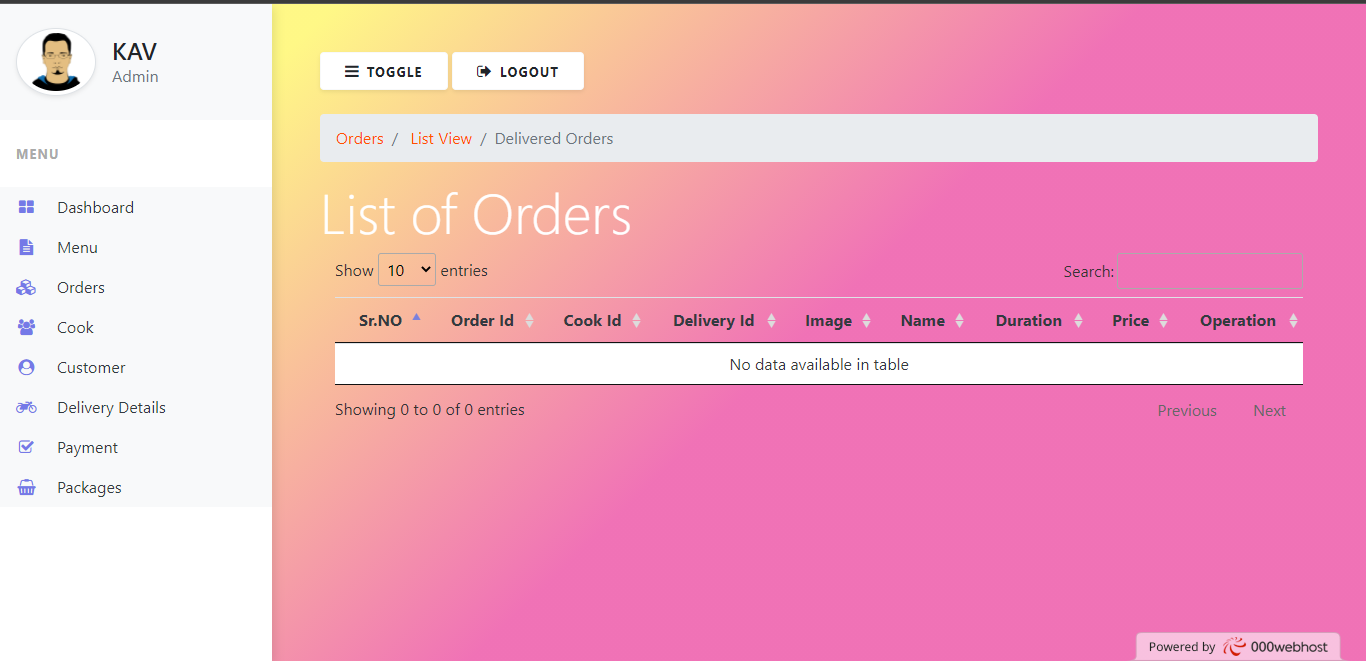 KAV
Admin
MENU
Dashboard
Menu
Orders
Cook
Customer
Delivery Details
Payment
Packages
TOGGLE LOGOUT
Orders / List View / Delivered Orders
List of Orders
Show 10 entries Search:
Sr.NO Order Id Cook Id Delivery Id Image Name Duration Price Operation
No data available in table
Showing 0 to 0 of 0 entries Previous Next
Powered by 000webhost